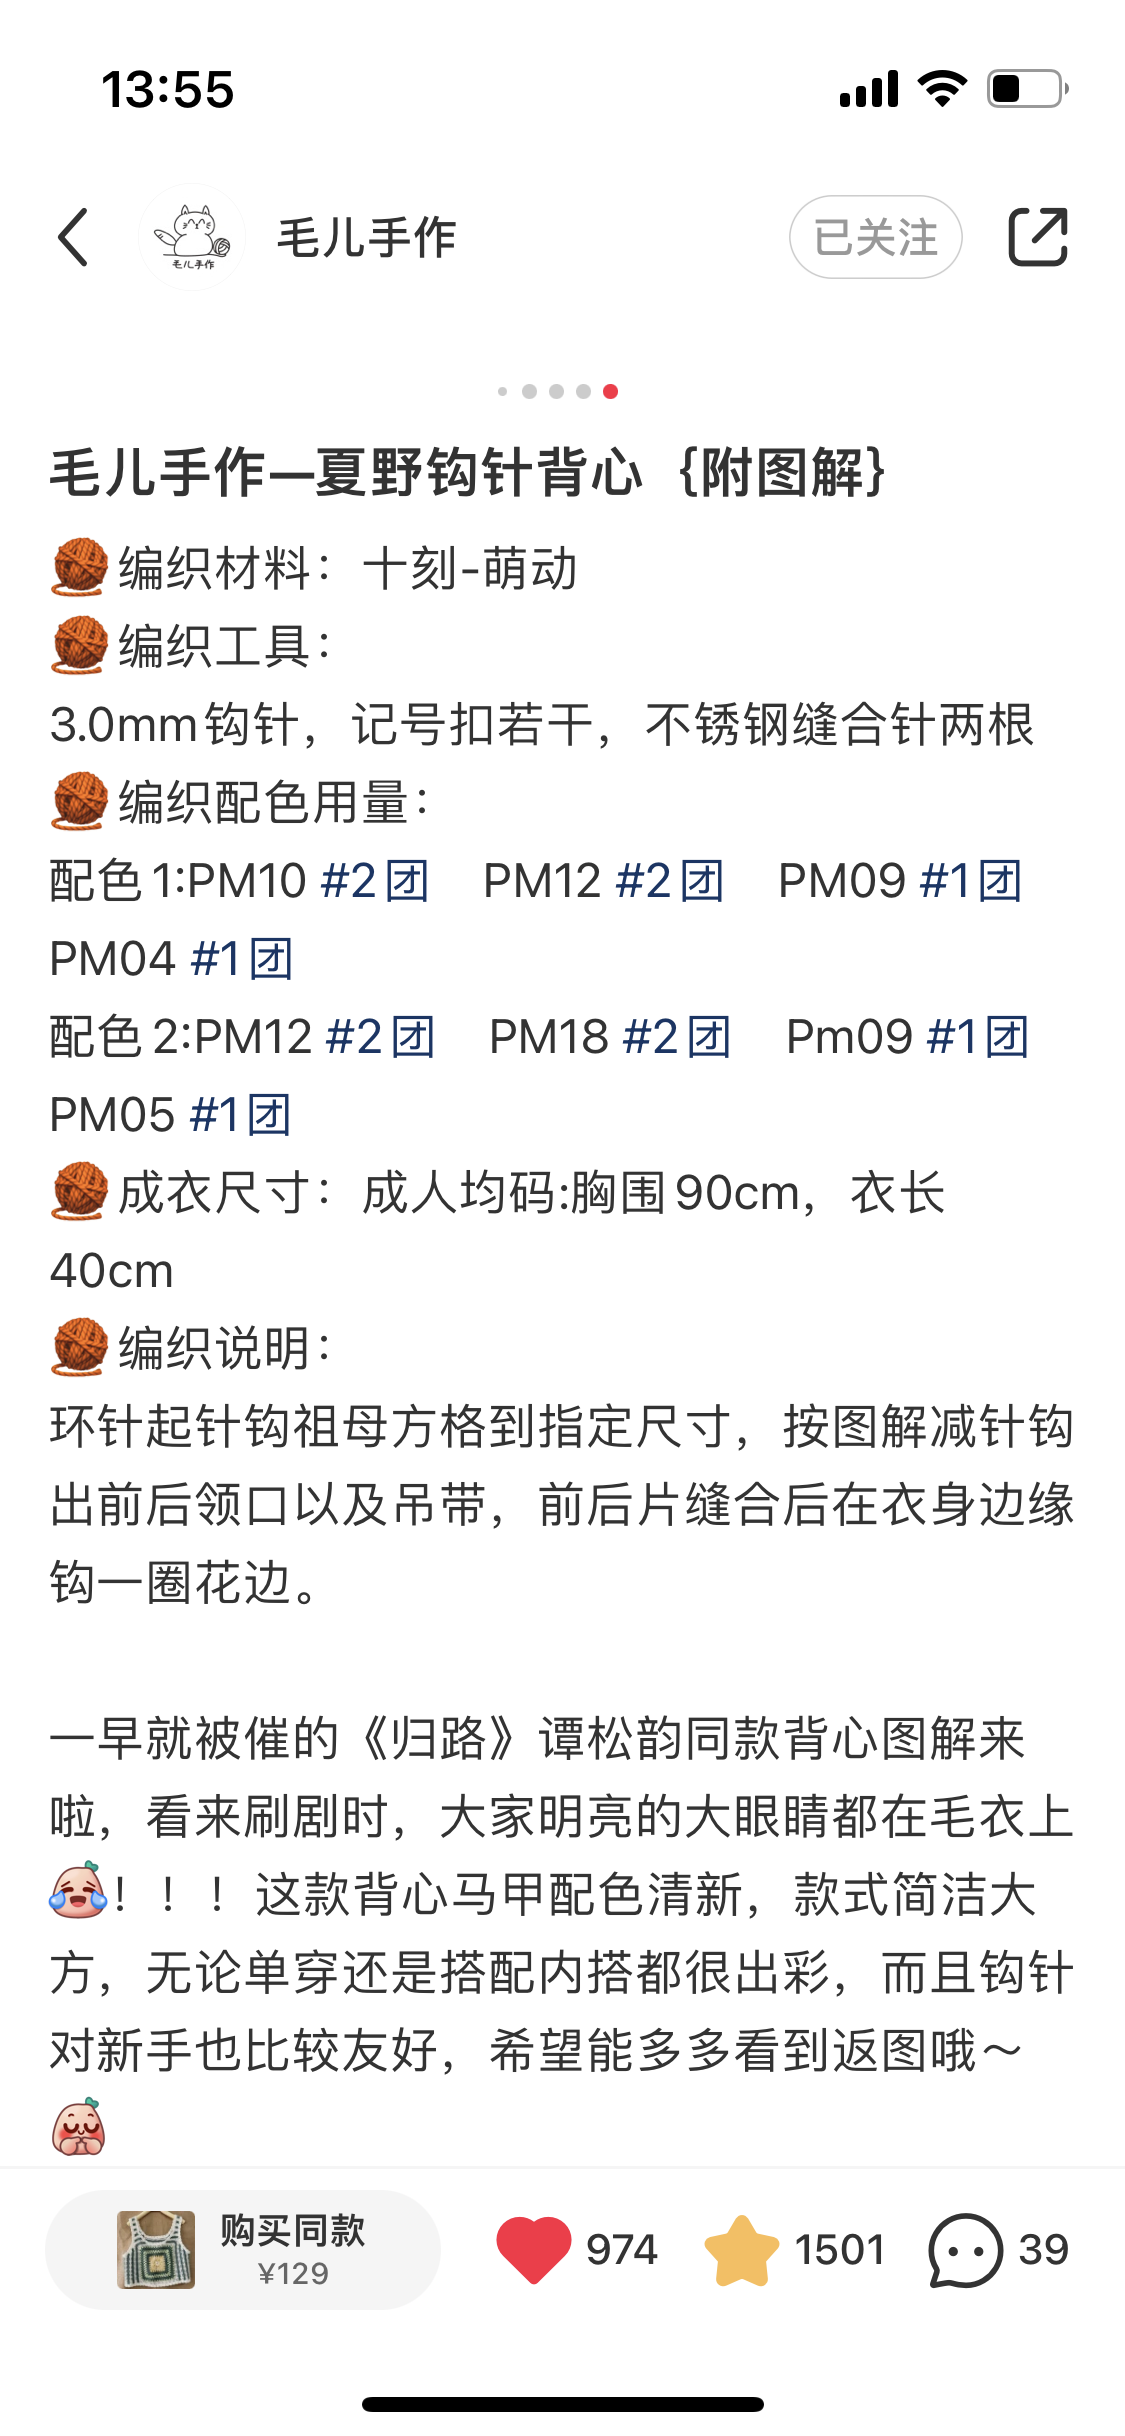 13:55
毛儿手作
毛儿手作
已关注
毛儿手作—夏野钩针背心｛附图解｝
编织材料：十刻-萌动
编织工具：
3.0mm钩针，记号扣若干，不锈钢缝合针两根
编织配色用量：
配色1:PM10 #2团 PM12 #2团 PM09 #1团
PM04 #1团
配色2:PM12 #2团 PM18 #2团 Pm09 #1团
PM05 #1团
成衣尺寸：成人均码:胸围90cm，衣长
40cm
编织说明：
环针起针钩祖母方格到指定尺寸，按图解减针钩
出前后领口以及吊带，前后片缝合后在衣身边缘
钩一圈花边。
一早就被催的《归路》谭松韵同款背心图解来
啦，看来刷剧时，大家明亮的大眼睛都在毛衣上
！！！这款背心马甲配色清新，款式简洁大
方，无论单穿还是搭配内搭都很出彩，而且钩针
对新手也比较友好，希望能多多看到返图哦～
购买同款
¥129
974
1501
39